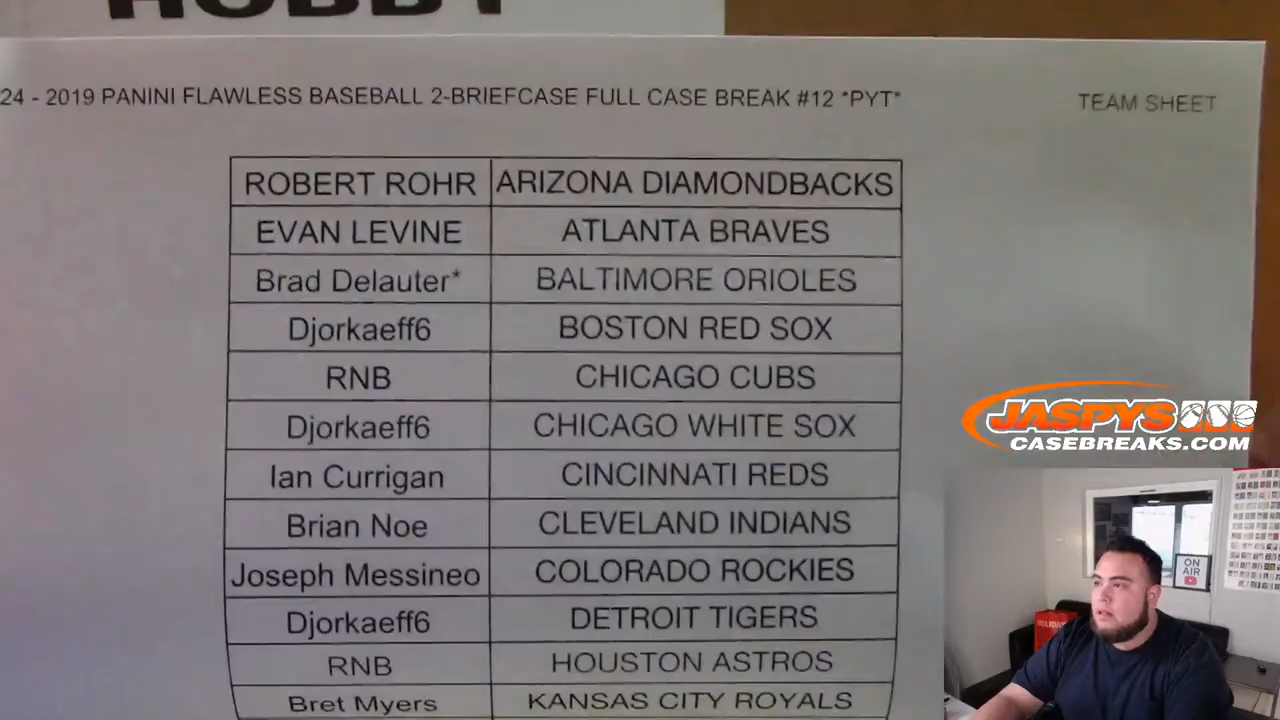 HOBBY
24 - 2019 PANINI FLAWLESS BASEBALL 2-BRIEFCASE FULL CASE BREAK #12 *PYT* TEAM SHEET
ROBERT ROHR ARIZONA DIAMONDBACKS
EVAN LEVINE ATLANTA BRAVES
Brad Delauter* BALTIMORE ORIOLES
Djorkaeff6 BOSTON RED SOX
RNB CHICAGO CUBS
Djorkaeff6 CHICAGO WHITE SOX
Ian Currigan CINCINNATI REDS
Brian Noe CLEVELAND INDIANS
Joseph Messineo COLORADO ROCKIES
Djorkaeff6 DETROIT TIGERS
RNB HOUSTON ASTROS
Bret Myers KANSAS CITY ROYALS
JASPYS
CASEBREAKS.COM
ON
AIR
HOLIDAY